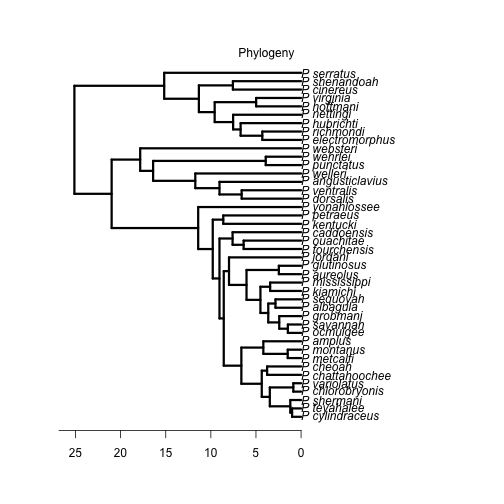 Phylogeny
P serratus
P shenandoah
P cinereus
P virginia
P hoffmani
P nettingi
P hubrichti
P richmondi
P electromorphus
P websteri
P wehrlei
P punctatus
P welleri
P angusticlavius
P ventralis
P dorsalis
P yonahlossee
P petraeus
P kentucki
P caddoensis
P ouachitae
P fourchensis
P jordani
P glutinosus
P aureolus
P mississippi
P kiamichi
P sequoyah
P albagula
P grobmani
P savannah
P ocmulgee
P amplus
P montanus
P metcalfi
P cheoah
P chattahoochee
P variolatus
P chlorobryonis
P shermani
P teyahalee
P cylindraceus
25 20 15 10 5 0